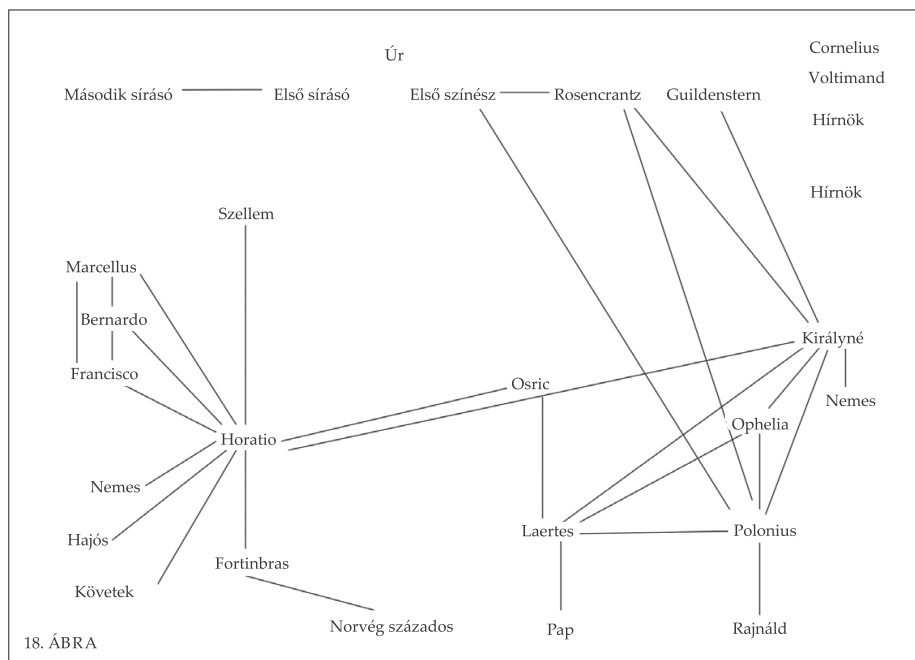 Úr
Cornelius
Voltimand
Második sírásó
Első sírásó
Első színész
Rosencrantz
Guildenstern
Hírnök
Hírnök
Szellem
Marcellus
Bernardo
Királyné
Francisco
Osric
Nemes
Ophelia
Horatio
Nemes
Laertes
Polonius
Hajós
Fortinbras
Követek
Norvég százados
Pap
Rajnáld
18. ÁBRA